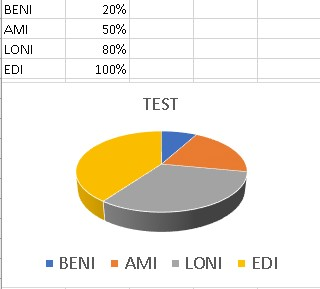 BENI 20%
AMI 50%
LONI 80%
EDI 100%
TEST
BENI AMI LONI EDI